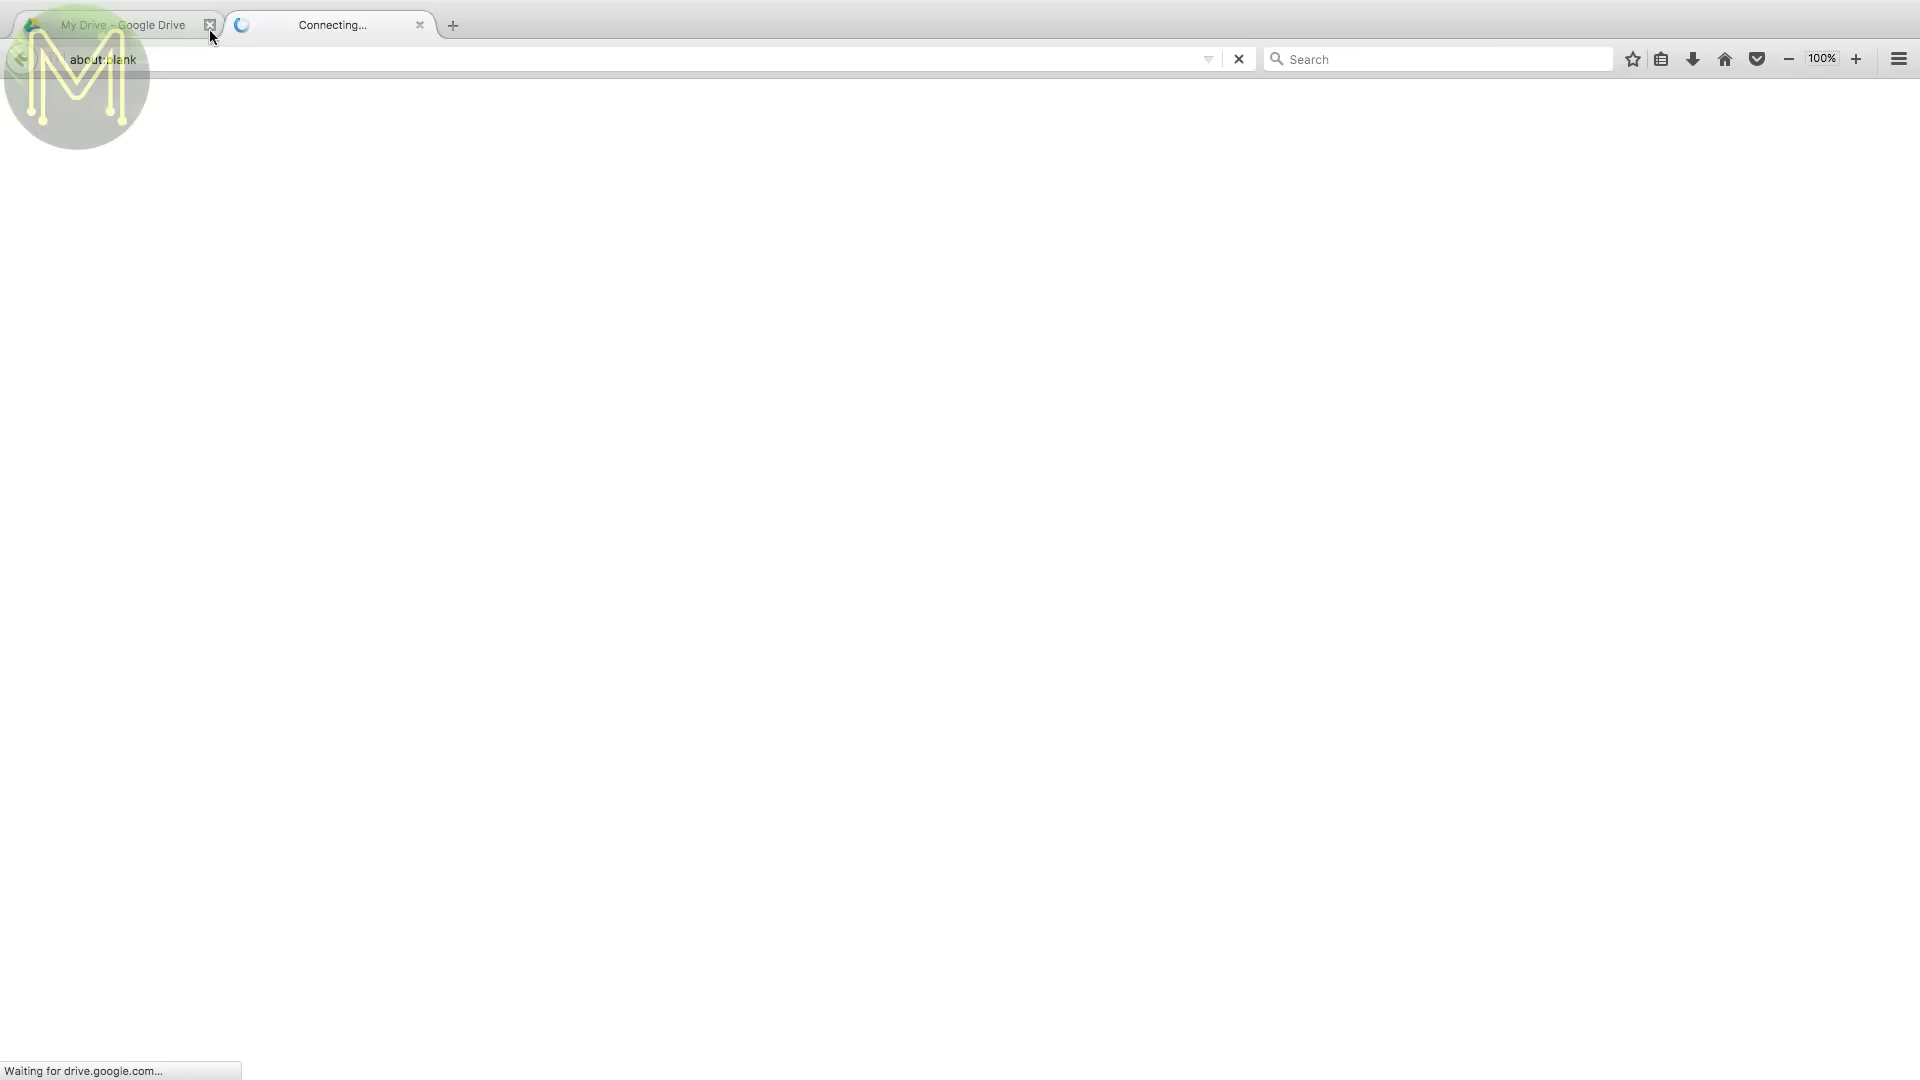 My Drive - Google Drive
Connecting...
about:blank
Search
100%
M
Waiting for drive.google.com...